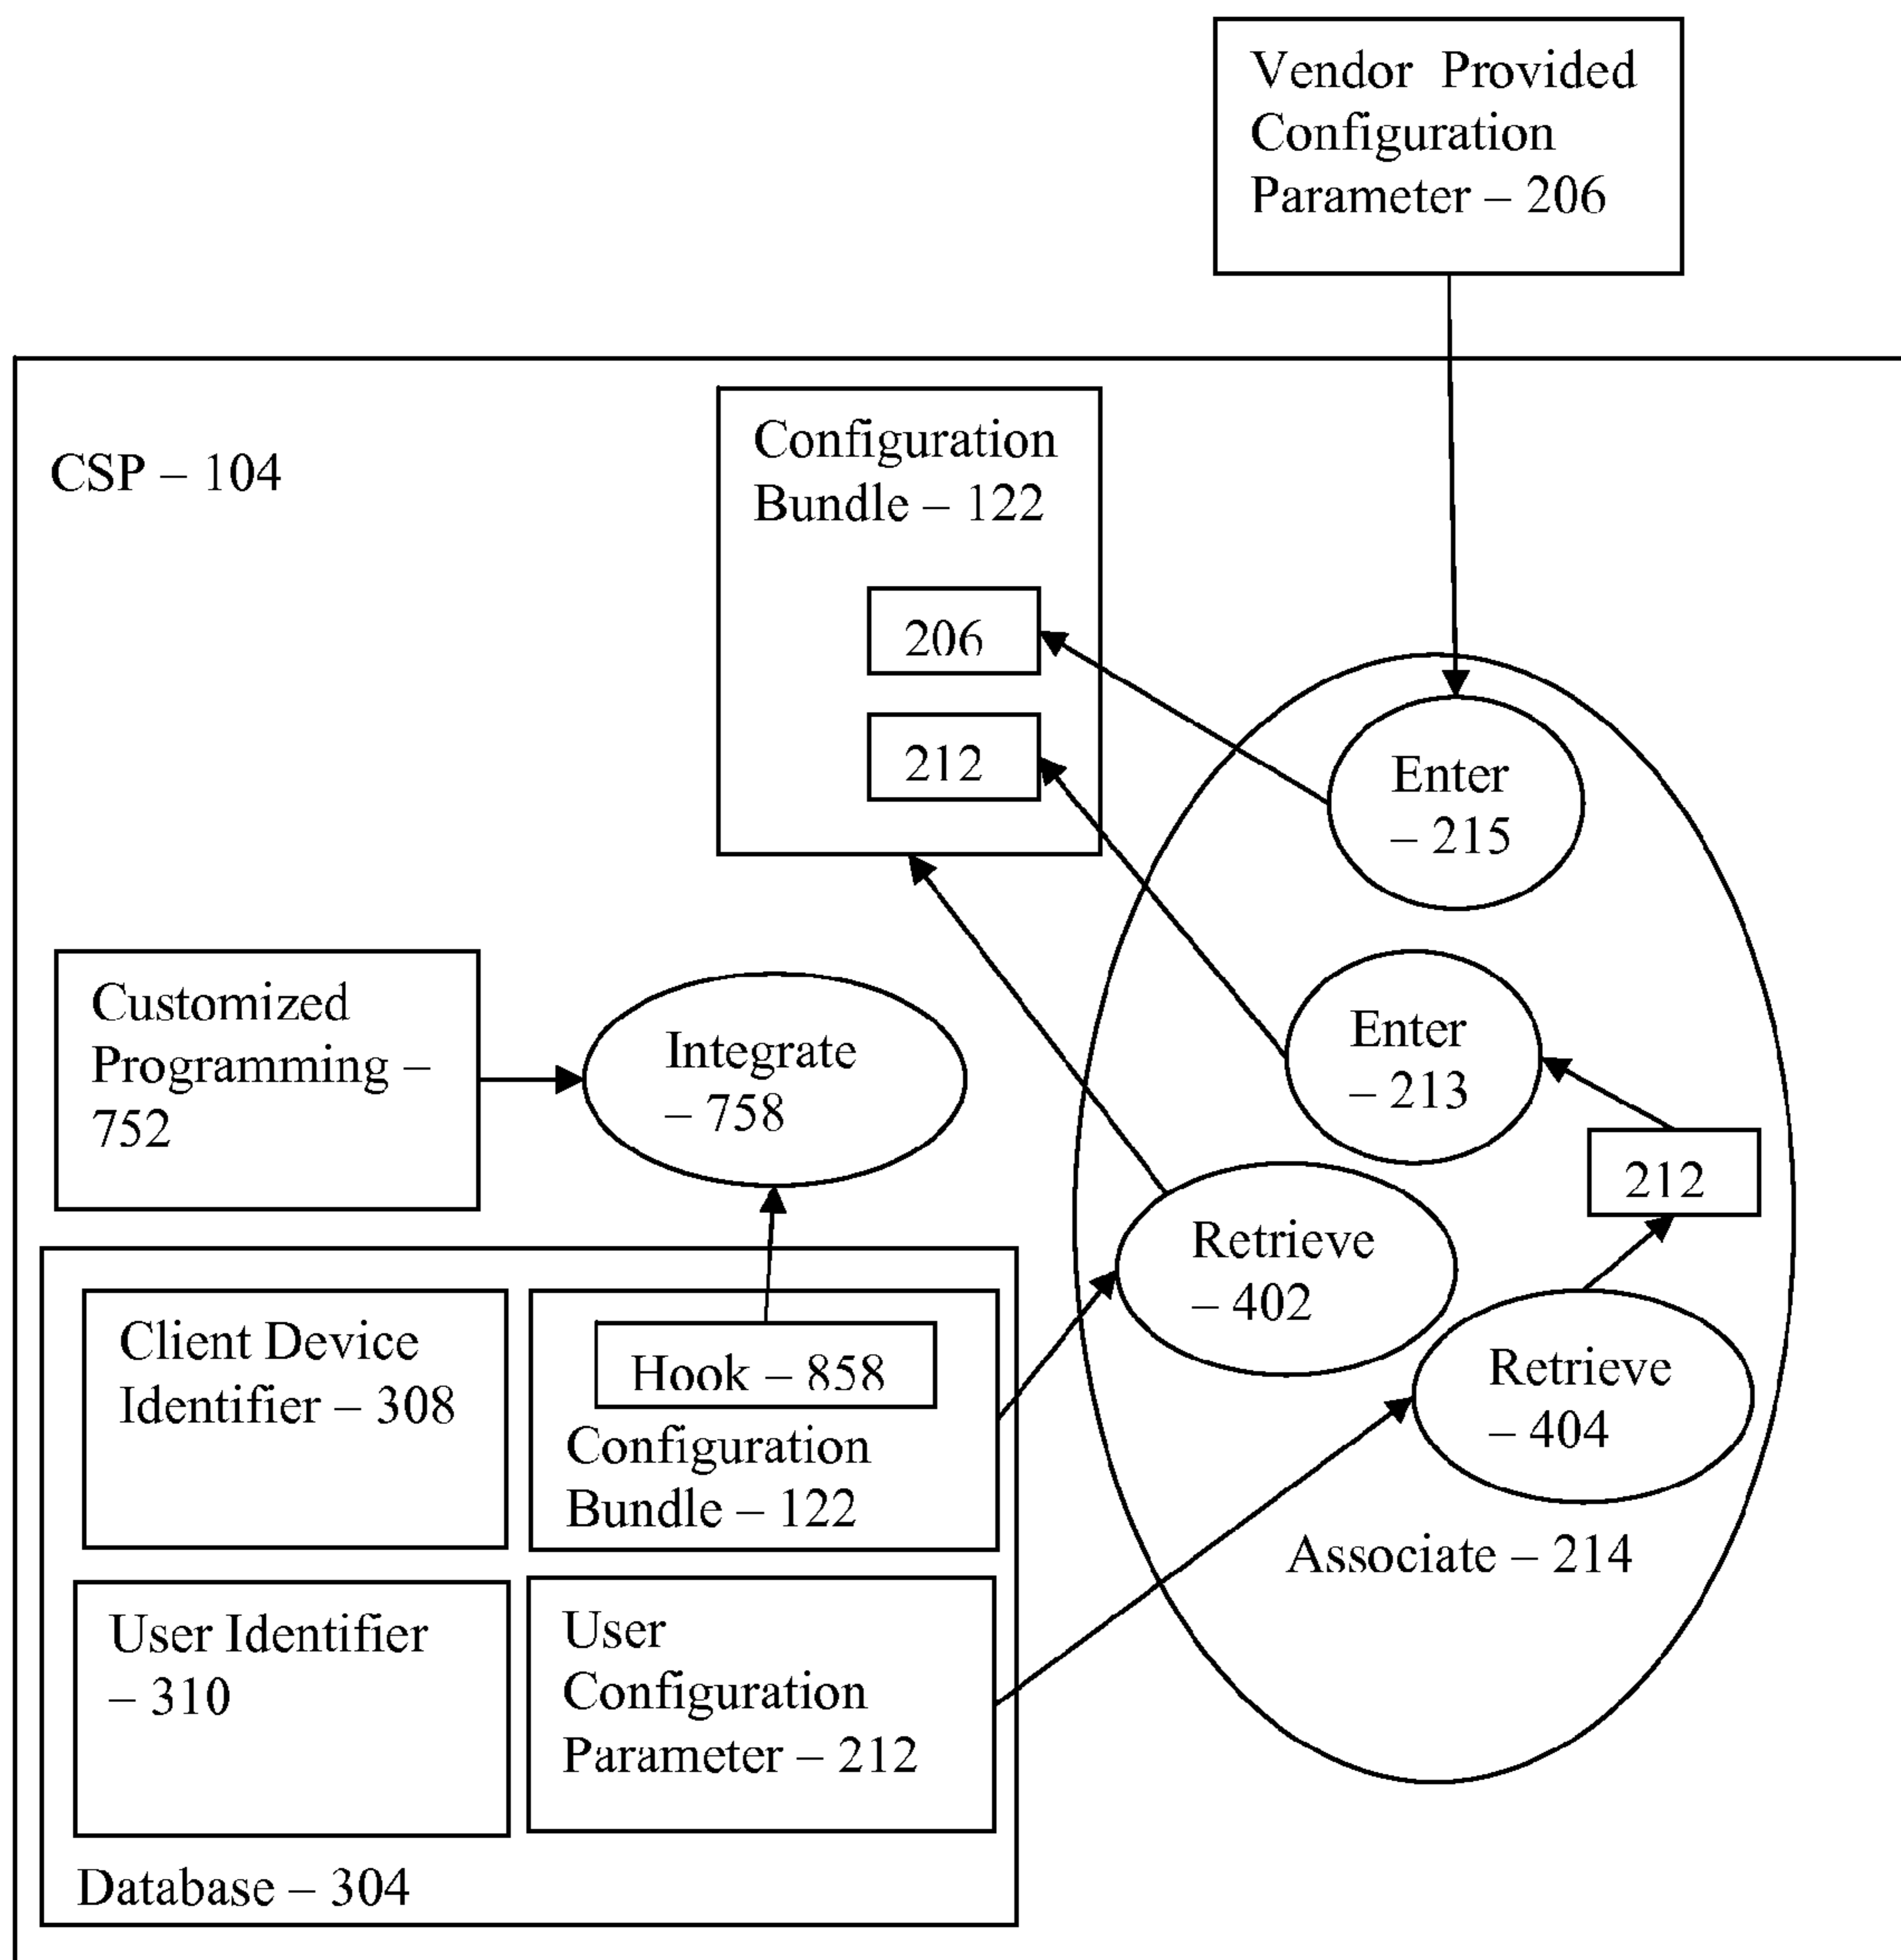 Vendor Provided
Configuration
Parameter – 206
CSP – 104
Configuration
Bundle – 122
206
212
Enter
– 215
Customized
Programming –
752
Integrate
– 758
Enter
– 213
212
Retrieve
– 402
Retrieve
– 404
Associate – 214
Client Device
Identifier – 308
Hook – 858
Configuration
Bundle – 122
User Identifier
– 310
User
Configuration
Parameter – 212
Database – 304